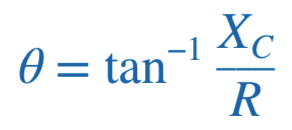 θ = tan⁻¹ X_C / R